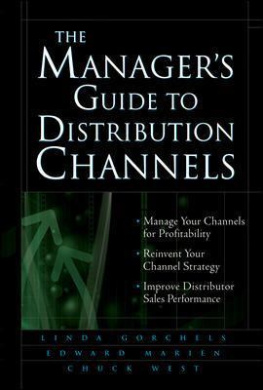 THE
MANAGER'S
GUIDE TO
DISTRIBUTION
CHANNELS
• Manage Your Channels
for Profitability
• Reinvent Your
Channel Strategy
• Improve Distributor
Sales Performance
LINDA GORCHELS
EDWARD MARIEN
CHUCK WEST